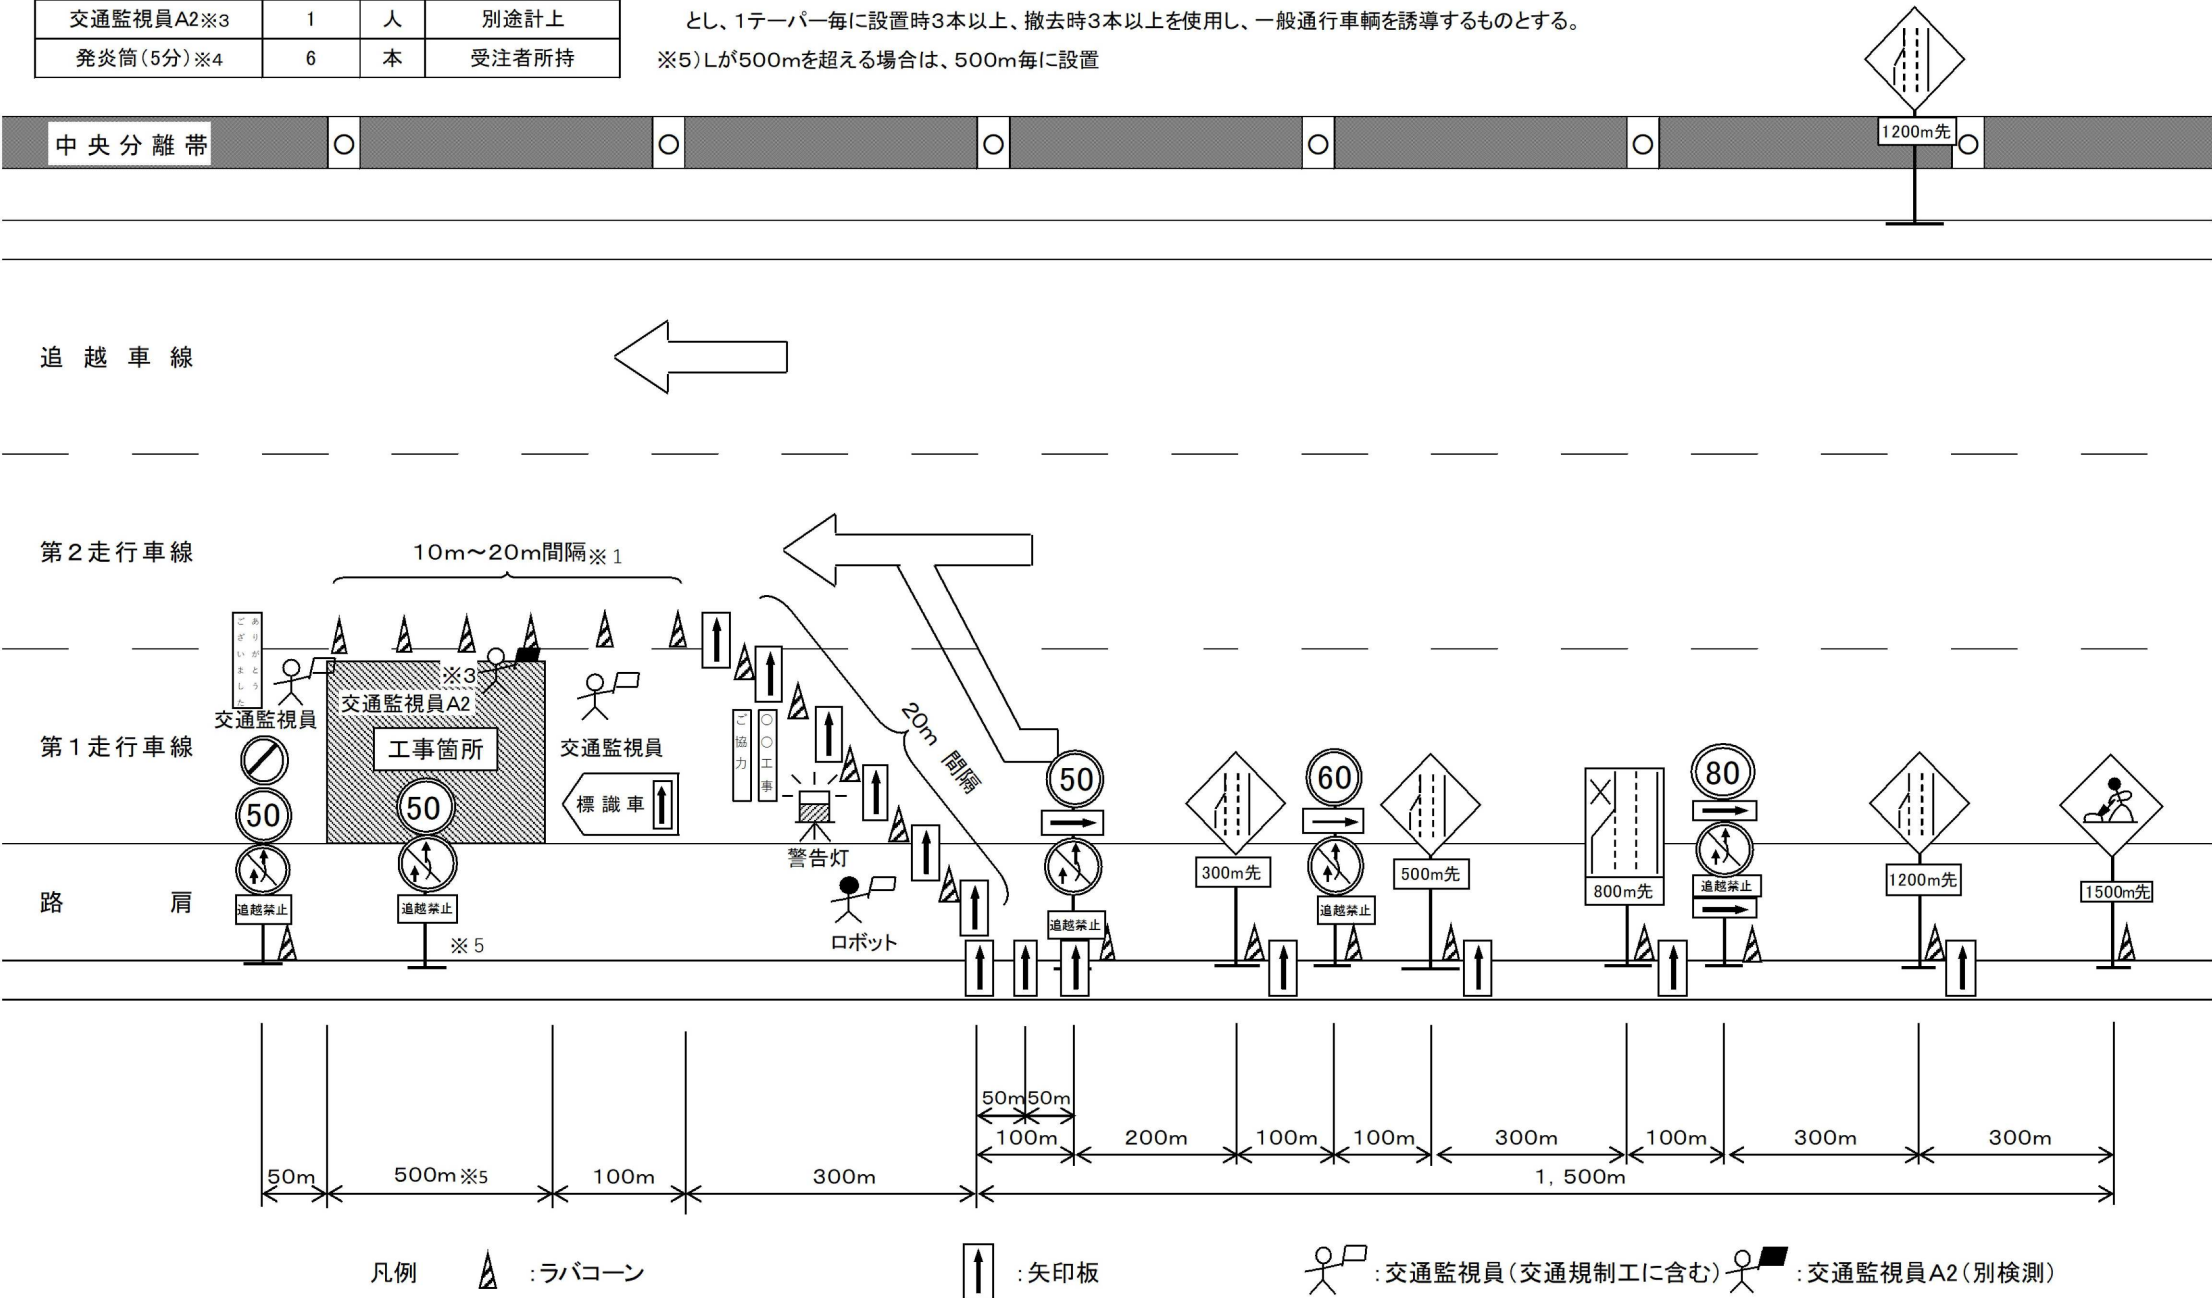 交通監視員A2※3 1 人 別途計上
発炎筒(5分)※4 6 本 受注者所持
とし、1テーパー毎に設置時3本以上、撤去時3本以上を使用し、一般通行車輌を誘導するものとする。
※5)Lが500mを超える場合は、500m毎に設置
1200m先
中央分離帯
追越車線
第2走行車線
10m～20m間隔※1
ありがとう
ございました
交通監視員
※3
交通監視員A2
工事箇所
交通監視員
標識車
〇〇工事
ご協力
20m 間隔
警告灯
ロボット
第1走行車線
50
50
50
60
80
路肩
追越禁止
追越禁止
※5
追越禁止
300m先
追越禁止
500m先
800m先
追越禁止
1200m先
1500m先
50m 50m
100m 200m 100m 100m 300m 100m 300m 300m
50m 500m※5 100m 300m 1,500m
凡例 :ラバコーン :矢印板 :交通監視員(交通規制工に含む) :交通監視員A2(別検測)